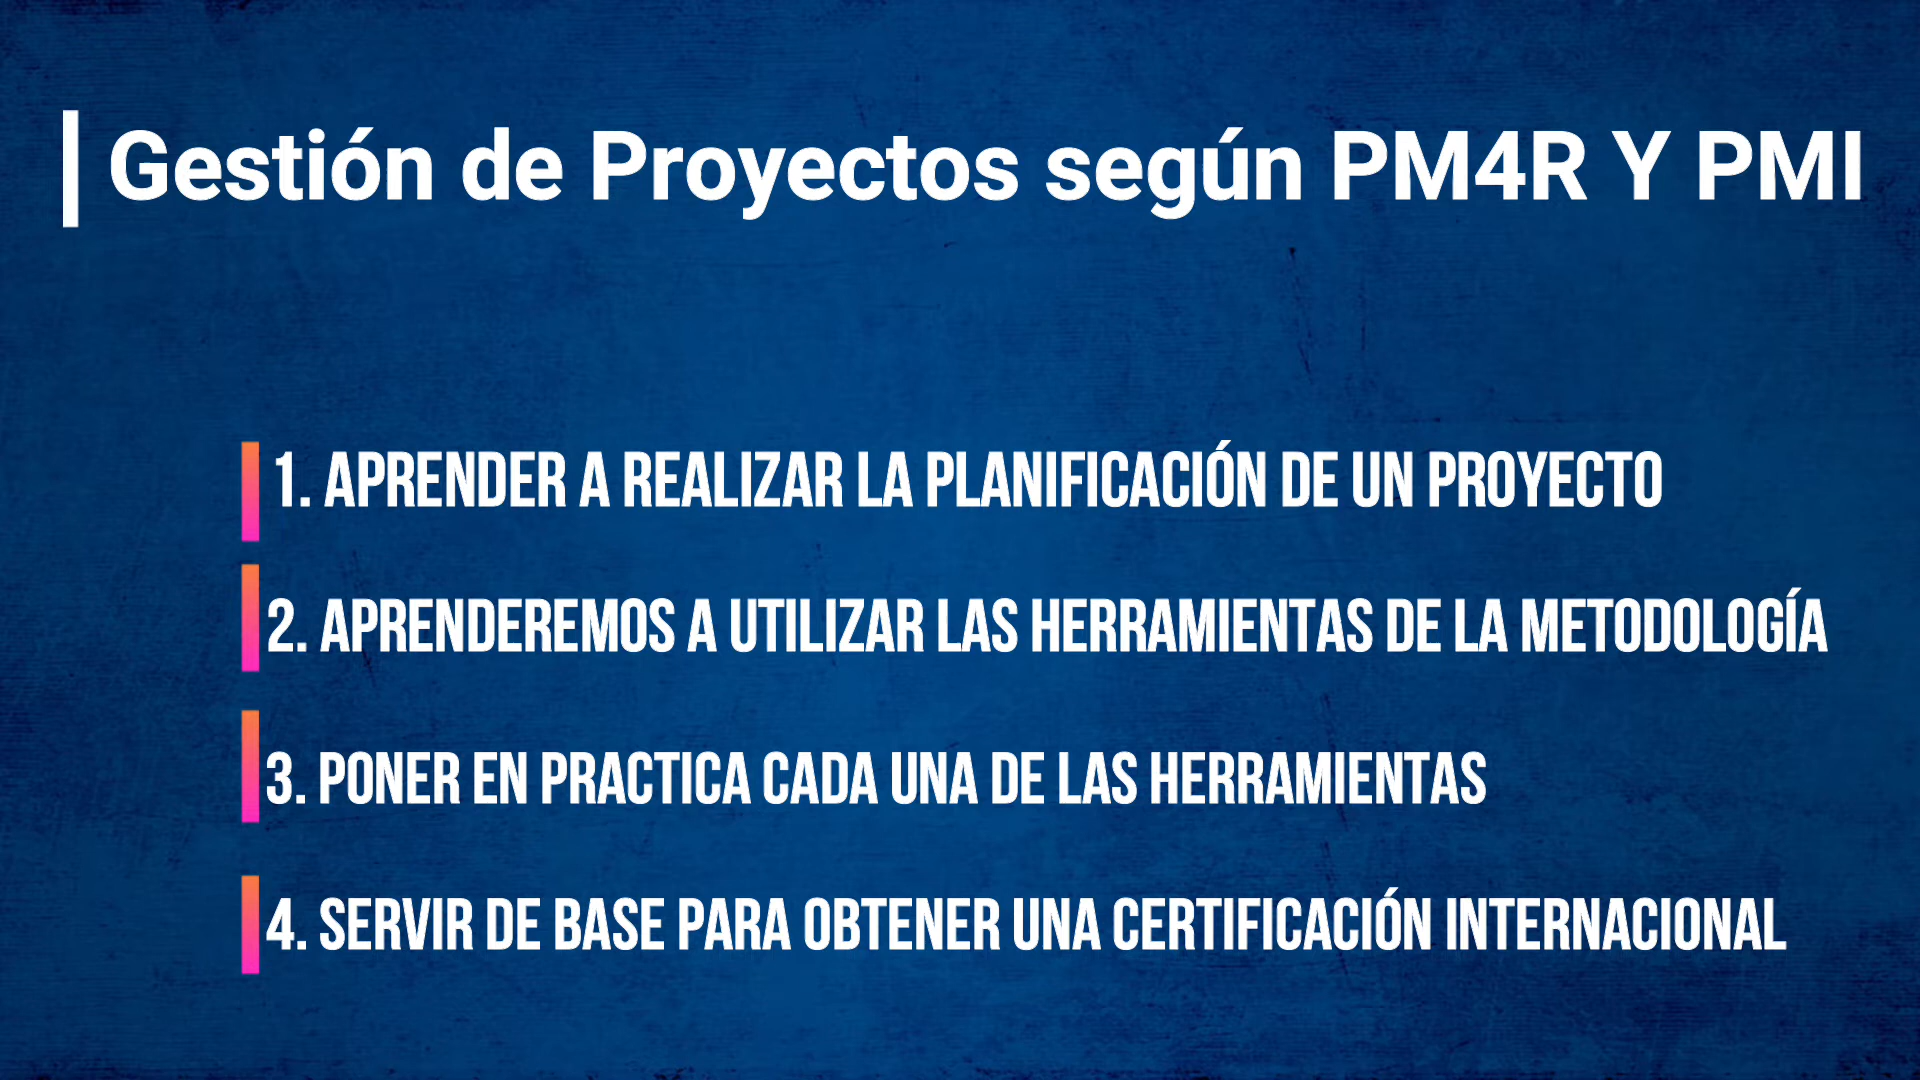 Gestión de Proyectos según PM4R Y PMI
1. APRENDER A REALIZAR LA PLANIFICACIÓN DE UN PROYECTO
2. APRENDEREMOS A UTILIZAR LAS HERRAMIENTAS DE LA METODOLOGÍA
3. PONER EN PRACTICA CADA UNA DE LAS HERRAMIENTAS
4. SERVIR DE BASE PARA OBTENER UNA CERTIFICACIÓN INTERNACIONAL